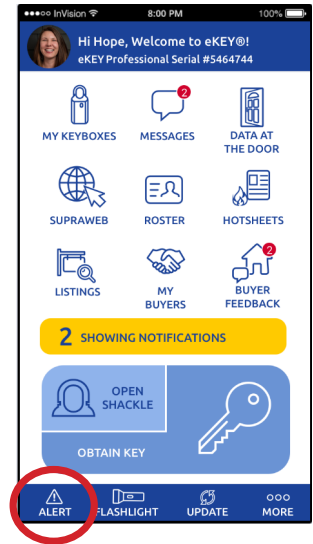 ●●●○○ InVision 8:00 PM 100%
Hi Hope, Welcome to eKEY®!
eKEY Professional Serial #5464744
2
MY KEYBOXES MESSAGES DATA AT
THE DOOR
SUPRAWEB ROSTER HOTSHEETS
2
LISTINGS MY
BUYERS BUYER
FEEDBACK
2 SHOWING NOTIFICATIONS
OPEN
SHACKLE
OBTAIN KEY
ALERT FLASHLIGHT UPDATE MORE